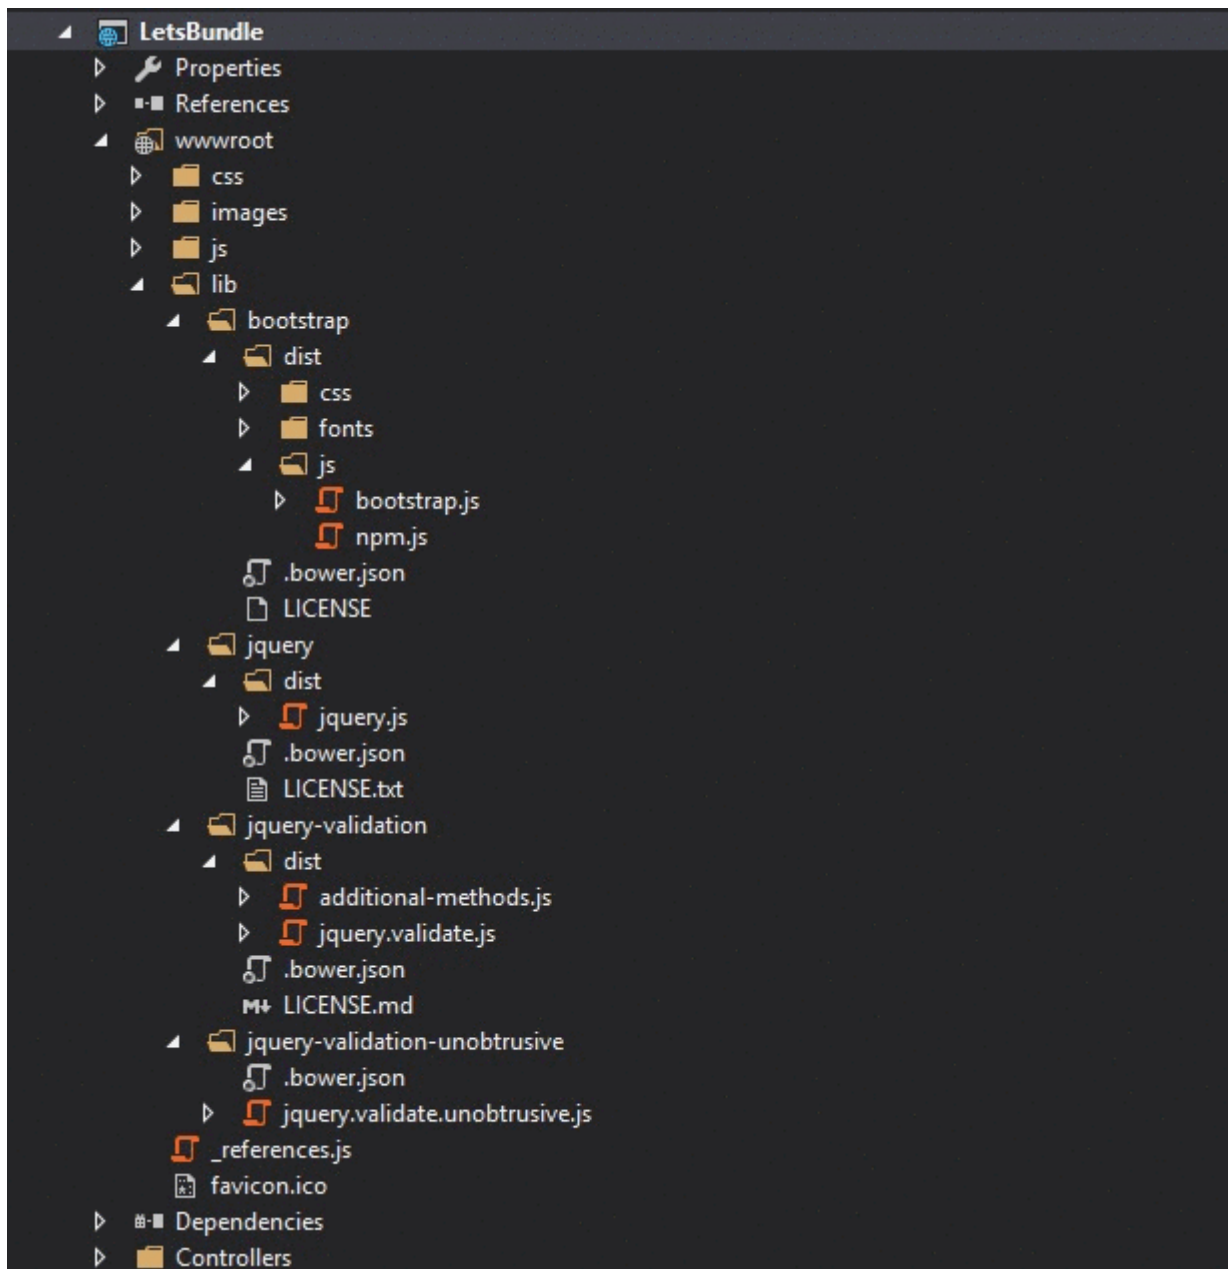 LetsBundle
Properties
References
wwwroot
css
images
js
lib
bootstrap
dist
css
fonts
js
bootstrap.js
npm.js
.bower.json
LICENSE
jquery
dist
jquery.js
.bower.json
LICENSE.txt
jquery-validation
dist
additional-methods.js
jquery.validate.js
.bower.json
M LICENSE.md
jquery-validation-unobtrusive
.bower.json
jquery.validate.unobtrusive.js
_references.js
favicon.ico
Dependencies
Controllers